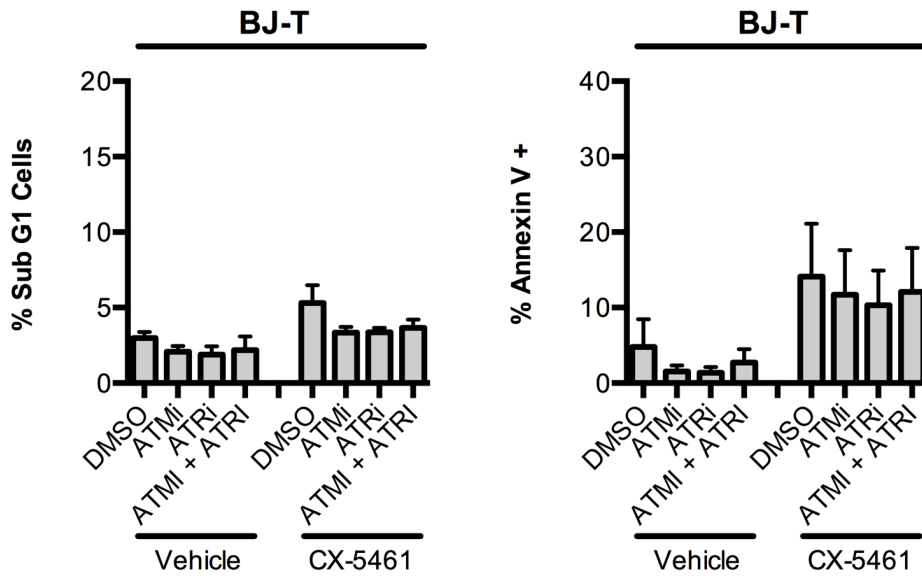 BJ-T
% Sub G1 Cells
20
15
10
5
0
DMSO
ATMi
ATRi
ATMI + ATRI
DMSO
ATMi
ATRi
ATMI + ATRI
Vehicle
CX-5461
BJ-T
% Annexin V +
40
30
20
10
0
DMSO
ATMi
ATRi
ATMI + ATRI
DMSO
ATMi
ATRi
ATMI + ATRI
Vehicle
CX-5461